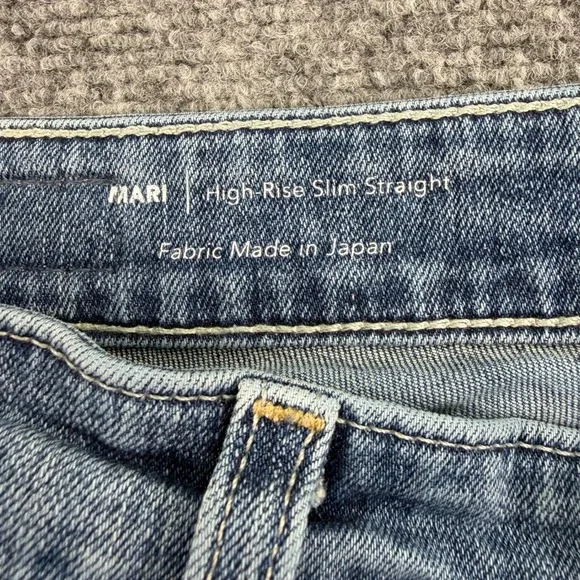 MARI | High-Rise Slim Straight
Fabric Made in Japan